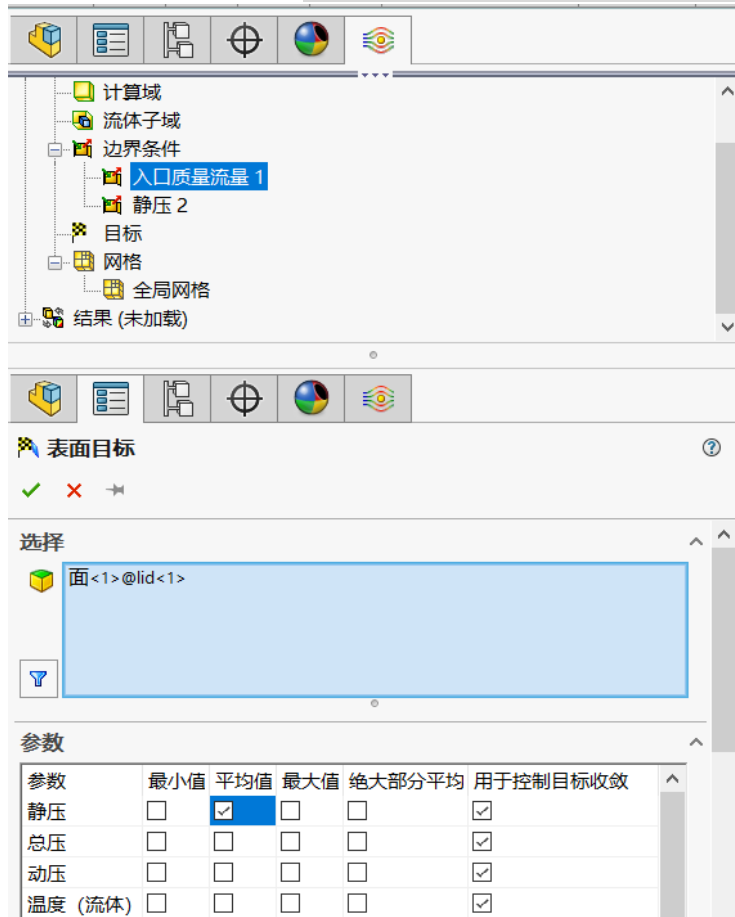 计算域
流体子域
边界条件
入口质量流量 1
静压 2
目标
网格
全局网格
结果 (未加载)
表面目标
选择
面<1>@lid<1>
参数
参数 最小值 平均值 最大值 绝大部分平均 用于控制目标收敛
静压
总压
动压
温度 (流体)